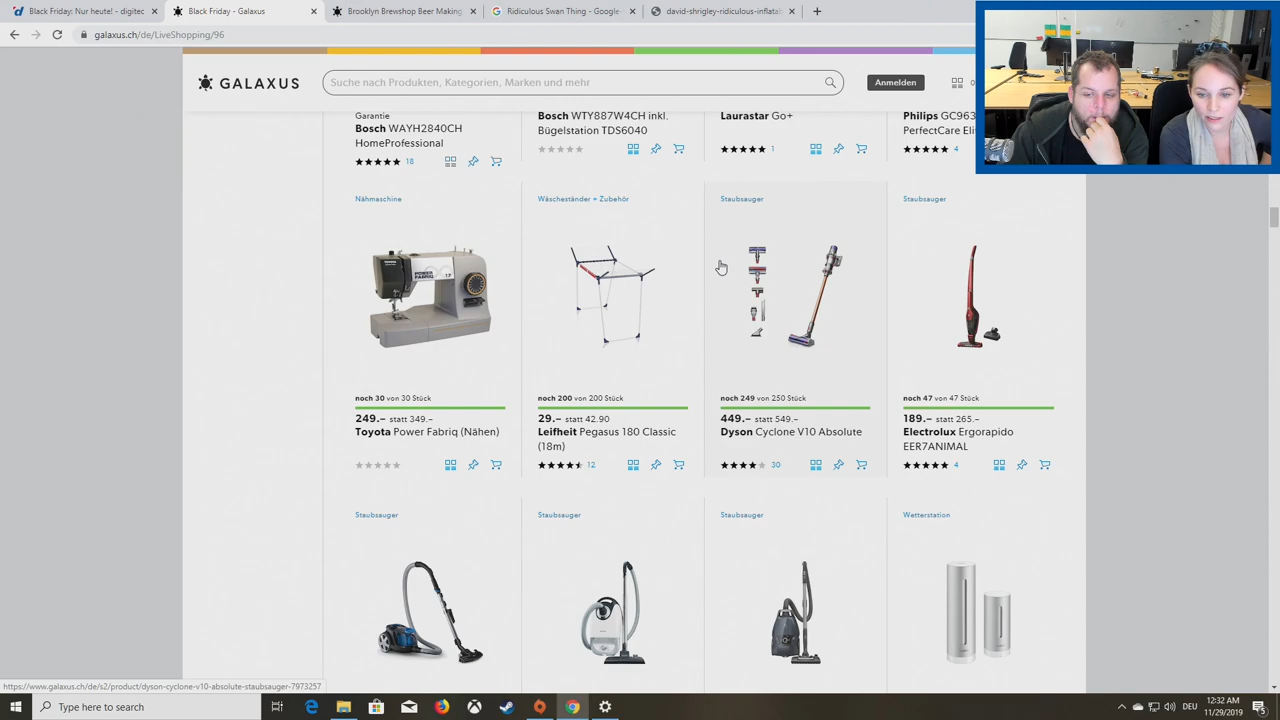 Black Friday: Nur heute! - digitec
Black Friday - Galaxus
Brooklyn Brewshop Beer Making
Ridiculous Swan Thing - Google
david-shrigley-ridiculous-inflatab
galaxus.ch/de/LiveShopping/96
GALAXUS
Suche nach Produkten, Kategorien, Marken und mehr
Anmelden
0
Garantie
Bosch WAYH2840CH
HomeProfessional
18
Bosch WTY887W4CH inkl.
Bügelstation TDS6040
Laurastar Go+
1
Philips GC963
PerfectCare Eli
4
Nähmaschine
POWER FABRIQ
noch 30 von 30 Stück
249.– statt 349.–
Toyota Power Fabriq (Nähen)
Wäscheständer + Zubehör
noch 200 von 200 Stück
29.– statt 42.90
Leifheit Pegasus 180 Classic
(18m)
12
Staubsauger
noch 249 von 250 Stück
449.– statt 549.–
Dyson Cyclone V10 Absolute
30
Staubsauger
noch 47 von 47 Stück
189.– statt 265.–
Electrolux Ergorapido
EER7ANIMAL
4
Staubsauger
Staubsauger
Staubsauger
Wetterstation
https://www.galaxus.ch/de/s2/product/dyson-cyclone-v10-absolute-staubsauger-7973257
Type here to search
DEU
12:32 AM
11/29/2019
5